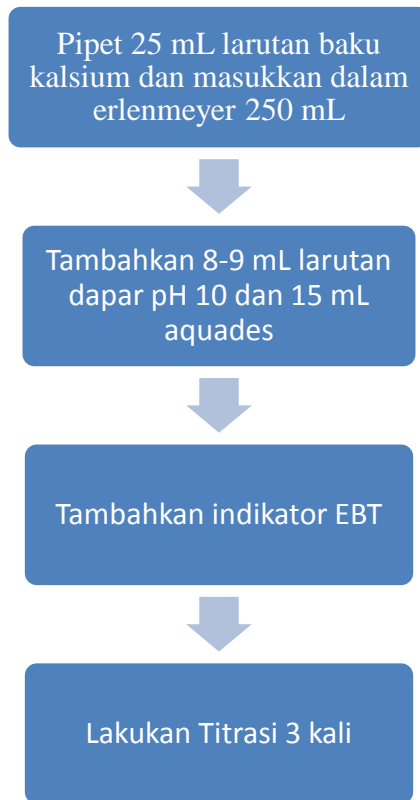 Pipet 25 mL larutan baku
kalsium dan masukkan dalam
erlenmeyer 250 mL
Tambahkan 8-9 mL larutan
dapar pH 10 dan 15 mL
aquades
Tambahkan indikator EBT
Lakukan Titrasi 3 kali